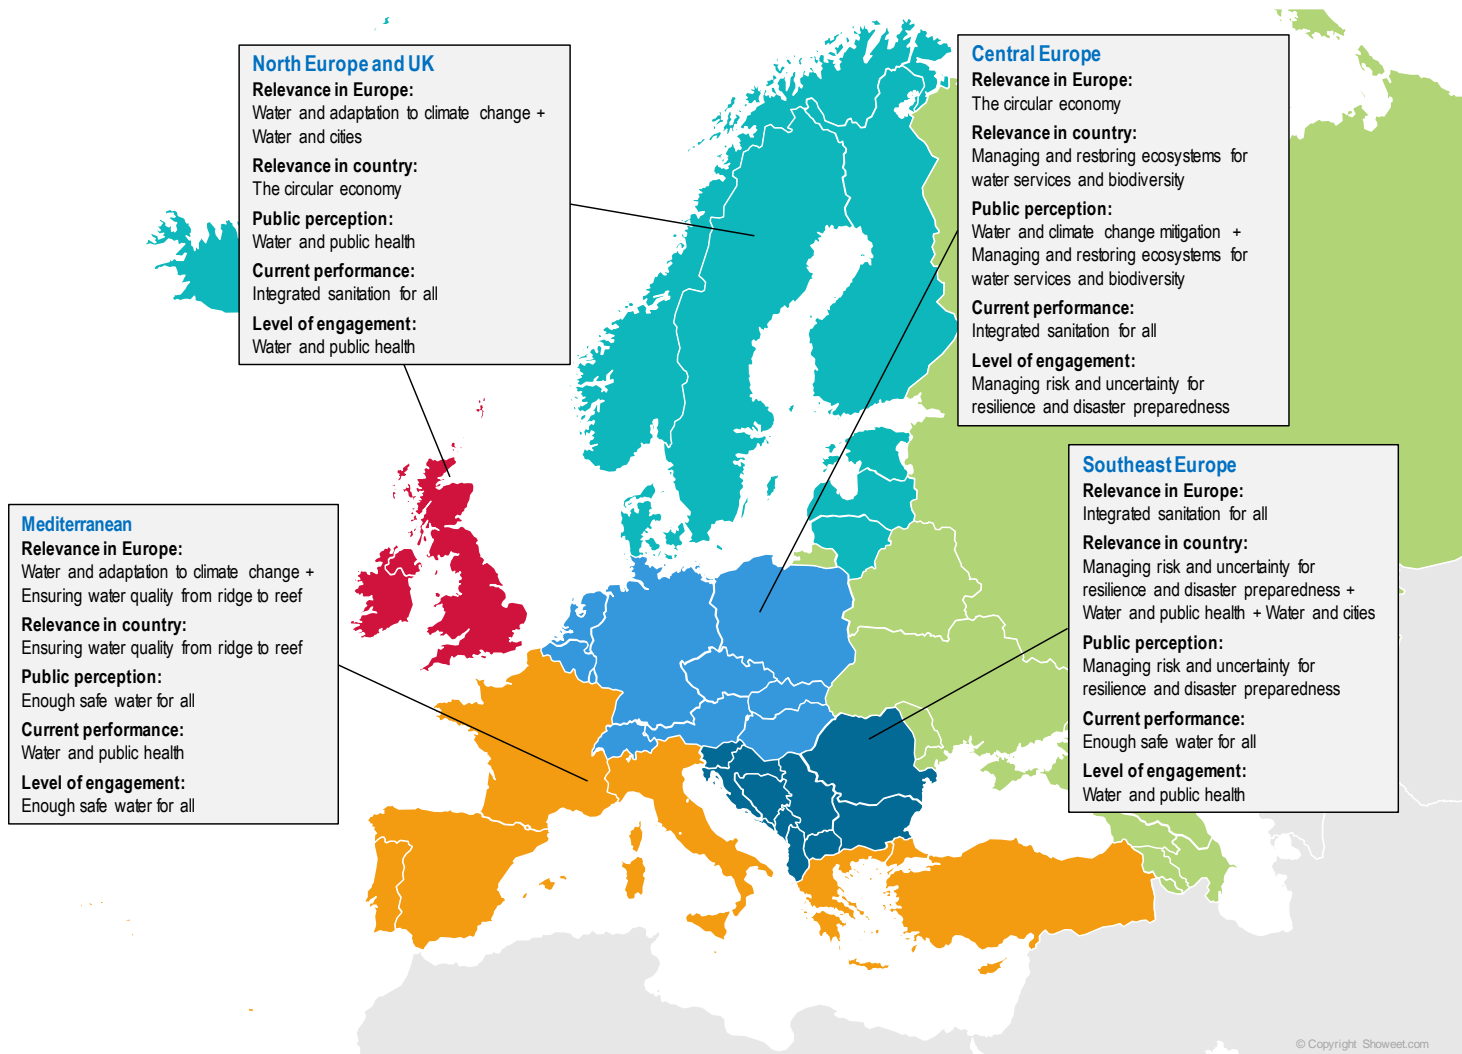 North Europe and UK
Relevance in Europe:
Water and adaptation to climate change +
Water and cities
Relevance in country:
The circular economy
Public perception:
Water and public health
Current performance:
Integrated sanitation for all
Level of engagement:
Water and public health
Central Europe
Relevance in Europe:
The circular economy
Relevance in country:
Managing and restoring ecosystems for
water services and biodiversity
Public perception:
Water and climate change mitigation +
Managing and restoring ecosystems for
water services and biodiversity
Current performance:
Integrated sanitation for all
Level of engagement:
Managing risk and uncertainty for
resilience and disaster preparedness
Mediterranean
Relevance in Europe:
Water and adaptation to climate change +
Ensuring water quality from ridge to reef
Relevance in country:
Ensuring water quality from ridge to reef
Public perception:
Enough safe water for all
Current performance:
Water and public health
Level of engagement:
Enough safe water for all
Southeast Europe
Relevance in Europe:
Integrated sanitation for all
Relevance in country:
Managing risk and uncertainty for
resilience and disaster preparedness +
Water and public health + Water and cities
Public perception:
Managing risk and uncertainty for
resilience and disaster preparedness
Current performance:
Enough safe water for all
Level of engagement:
Water and public health
© Copyright Showeet.com